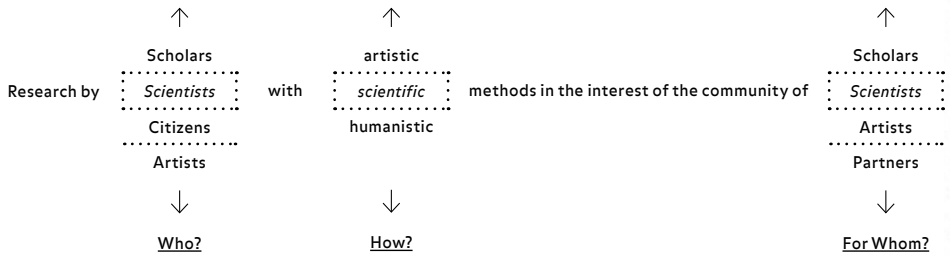 Scholars artistic Scholars
Research by Scientists with scientific methods in the interest of the community of Scientists
Citizens humanistic Artists
Artists Partners
Who? How? For Whom?